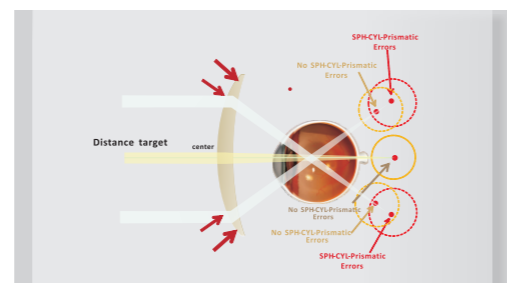 SPH-CYL-Prismatic
Errors
No SPH-CYL-Prismatic
Errors
Distance target
center
No SPH-CYL-Prismatic
Errors
No SPH-CYL-Prismatic
Errors
SPH-CYL-Prismatic
Errors